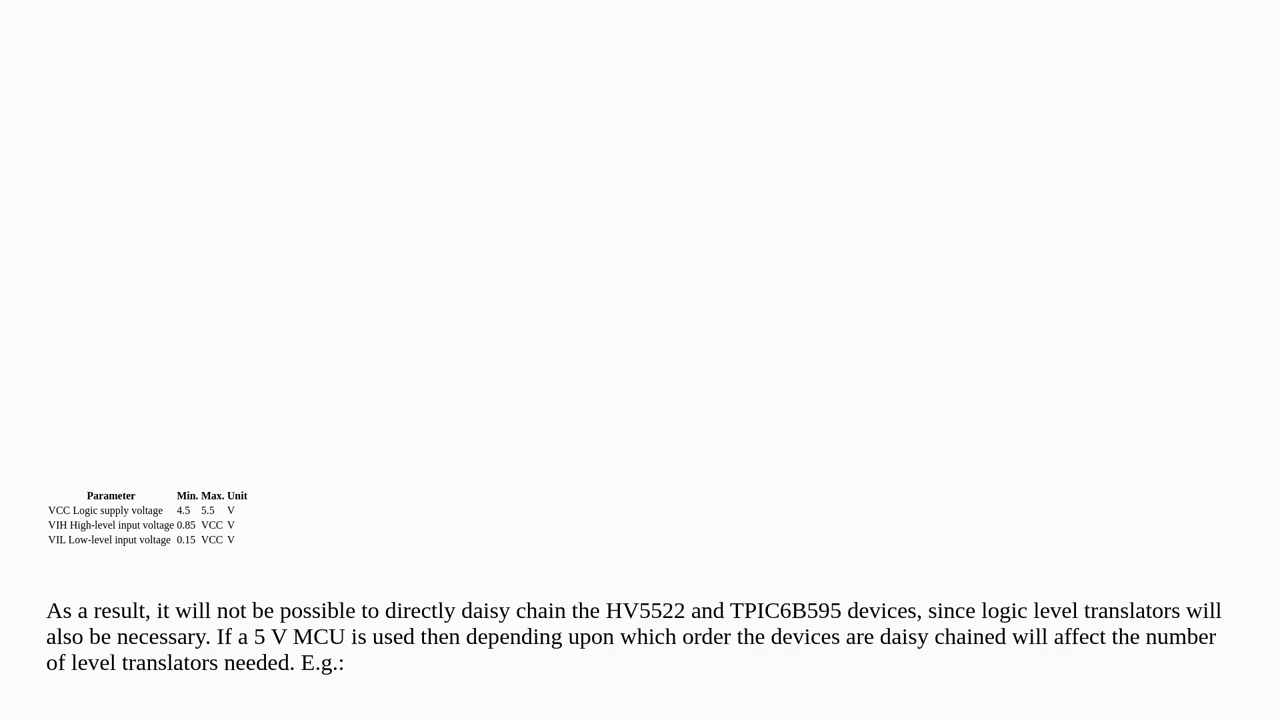 Parameter Min. Max. Unit
VCC Logic supply voltage 4.5 5.5 V
VIH High-level input voltage 0.85 VCC V
VIL Low-level input voltage 0.15 VCC V
As a result, it will not be possible to directly daisy chain the HV5522 and TPIC6B595 devices, since logic level translators will
also be necessary. If a 5 V MCU is used then depending upon which order the devices are daisy chained will affect the number
of level translators needed. E.g.: